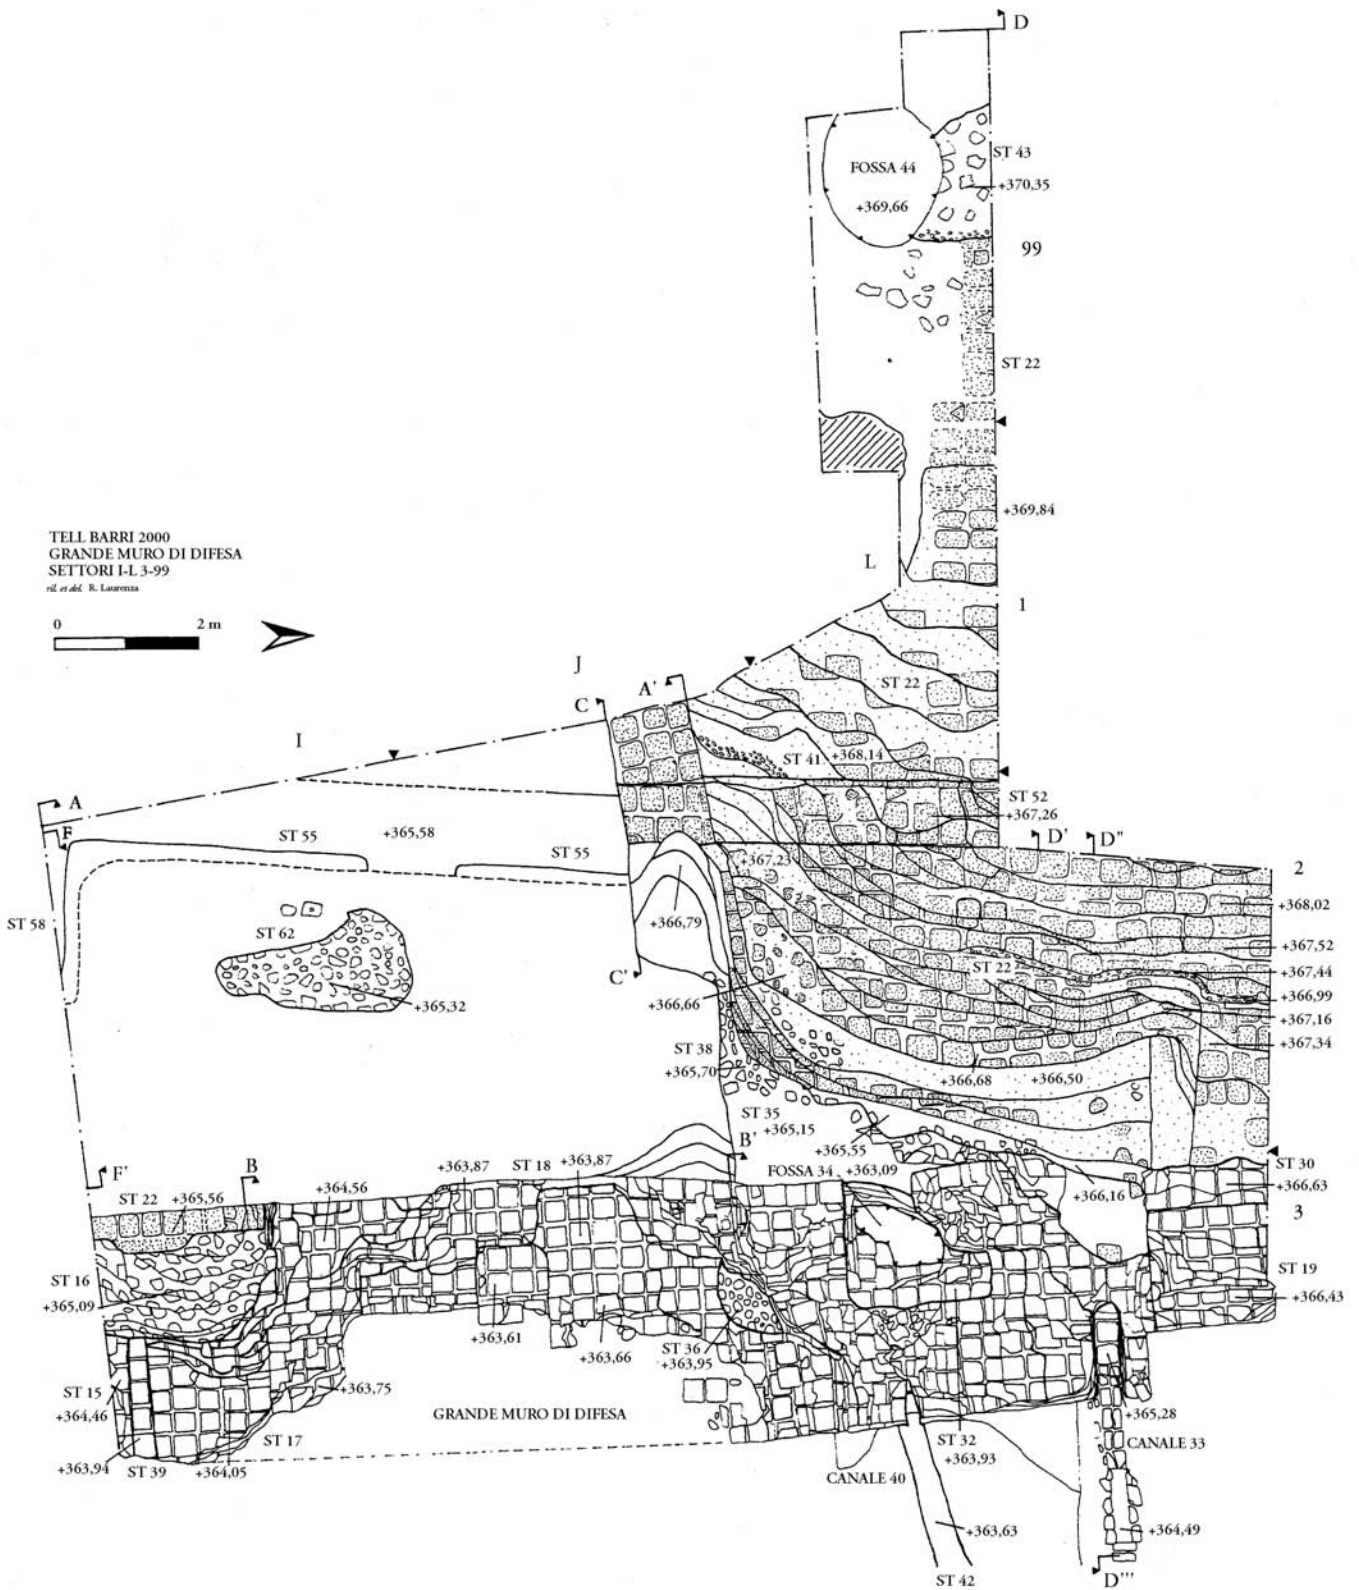 D
ST 43
FOSSA 44
+370,35
+369,66
99
ST 22
+369,84
TELL BARRI 2000
GRANDE MURO DI DIFESA
SETTORI I-L 3-99
ril. et del. R. Laurenza
0 2 m
L
1
J
A'
C
ST 22
I
ST 41
+368,14
A
ST 52
+367,26
F
ST 55
+365,58
D'
D"
ST 55
+367,23
2
+368,02
ST 58
+366,79
ST 62
+367,52
ST 22
+367,44
C'
+366,66
+366,99
+365,32
+367,16
+367,34
ST 38
+365,70
+366,68
+366,50
ST 35
+365,15
B'
+365,55
F'
B
+363,87
ST 18
+363,87
FOSSA 34
+363,09
ST 30
+366,63
ST 22
+365,56
+364,56
+366,16
3
ST 16
+365,09
ST 19
+366,43
+363,61
+363,66
ST 36
+363,95
ST 15
+364,46
+363,75
GRANDE MURO DI DIFESA
+365,28
ST 17
ST 32
CANALE 33
+363,94
ST 39
+364,05
+363,93
CANALE 40
+363,63
+364,49
ST 42
D'''